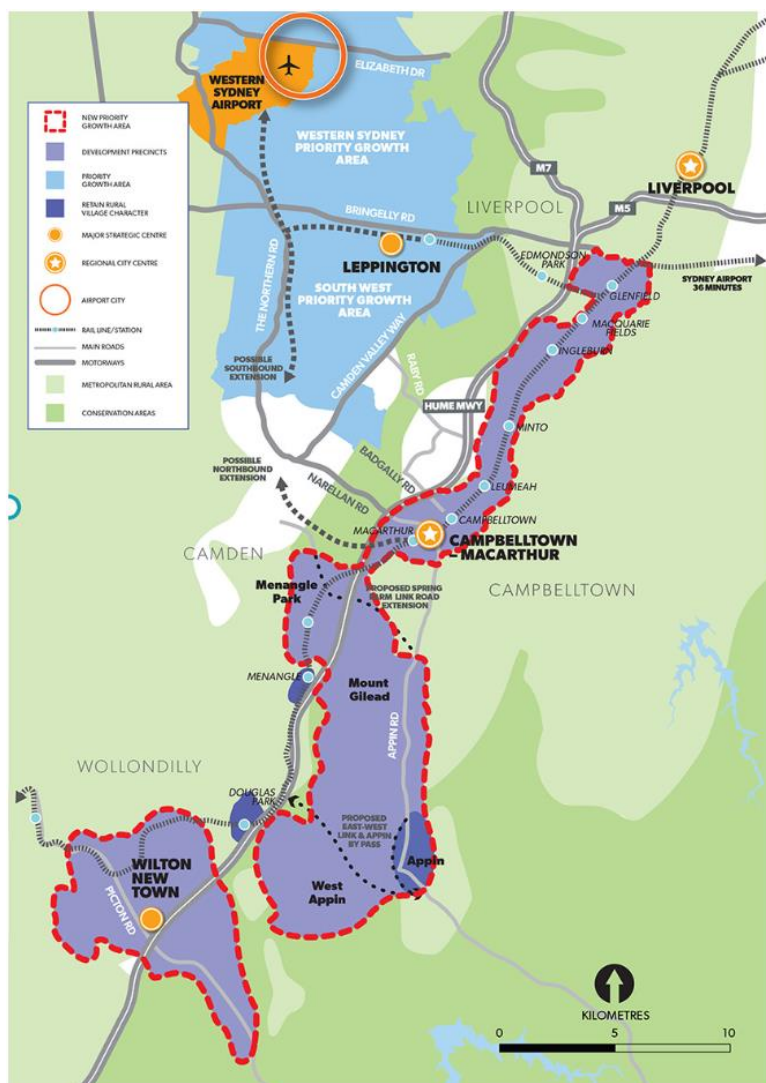 ELIZABETH DR
WESTERN
SYDNEY
AIRPORT
NEW PRIORITY
GROWTH AREA
DEVELOPMENT PRECINCTS
PRIORITY
GROWTH AREA
RETAIN RURAL
VILLAGE CHARACTER
MAJOR STRATEGIC CENTRE
REGIONAL CITY CENTRE
AIRPORT CITY
RAIL LINE/STATION
MAIN ROADS
MOTORWAYS
METROPOLITAN RURAL AREA
CONSERVATION AREAS
WESTERN SYDNEY
PRIORITY GROWTH
AREA
M7
LIVERPOOL
M5
LIVERPOOL
BRINGELLY RD
LEPPINGTON
EDMONDSON
PARK
SYDNEY AIRPORT
36 MINUTES
GLENFIELD
THE NORTHERN RD
SOUTH WEST
PRIORITY GROWTH
AREA
MACQUARIE
FIELDS
INGLEBURN
CAMDEN VALLEY WAY
POSSIBLE
SOUTHBOUND
EXTENSION
RABY RD
HUME MWY
MINTO
BADGALLY RD
POSSIBLE
NORTHBOUND
EXTENSION
NARELLAN RD
LEUMEAH
CAMPBELLTOWN
MACARTHUR
CAMPBELLTOWN
– MACARTHUR
CAMDEN
Menangle
Park
PROPOSED SPRING
FARM LINK ROAD
EXTENSION
CAMPBELLTOWN
MENANGLE
Mount
Gilead
APPIN RD
WOLLONDILLY
DOUGLAS
PARK
PROPOSED
EAST-WEST
LINK & APPIN
BY PASS
Appin
WILTON
NEW
TOWN
West
Appin
PICTON RD
KILOMETRES
0 5 10